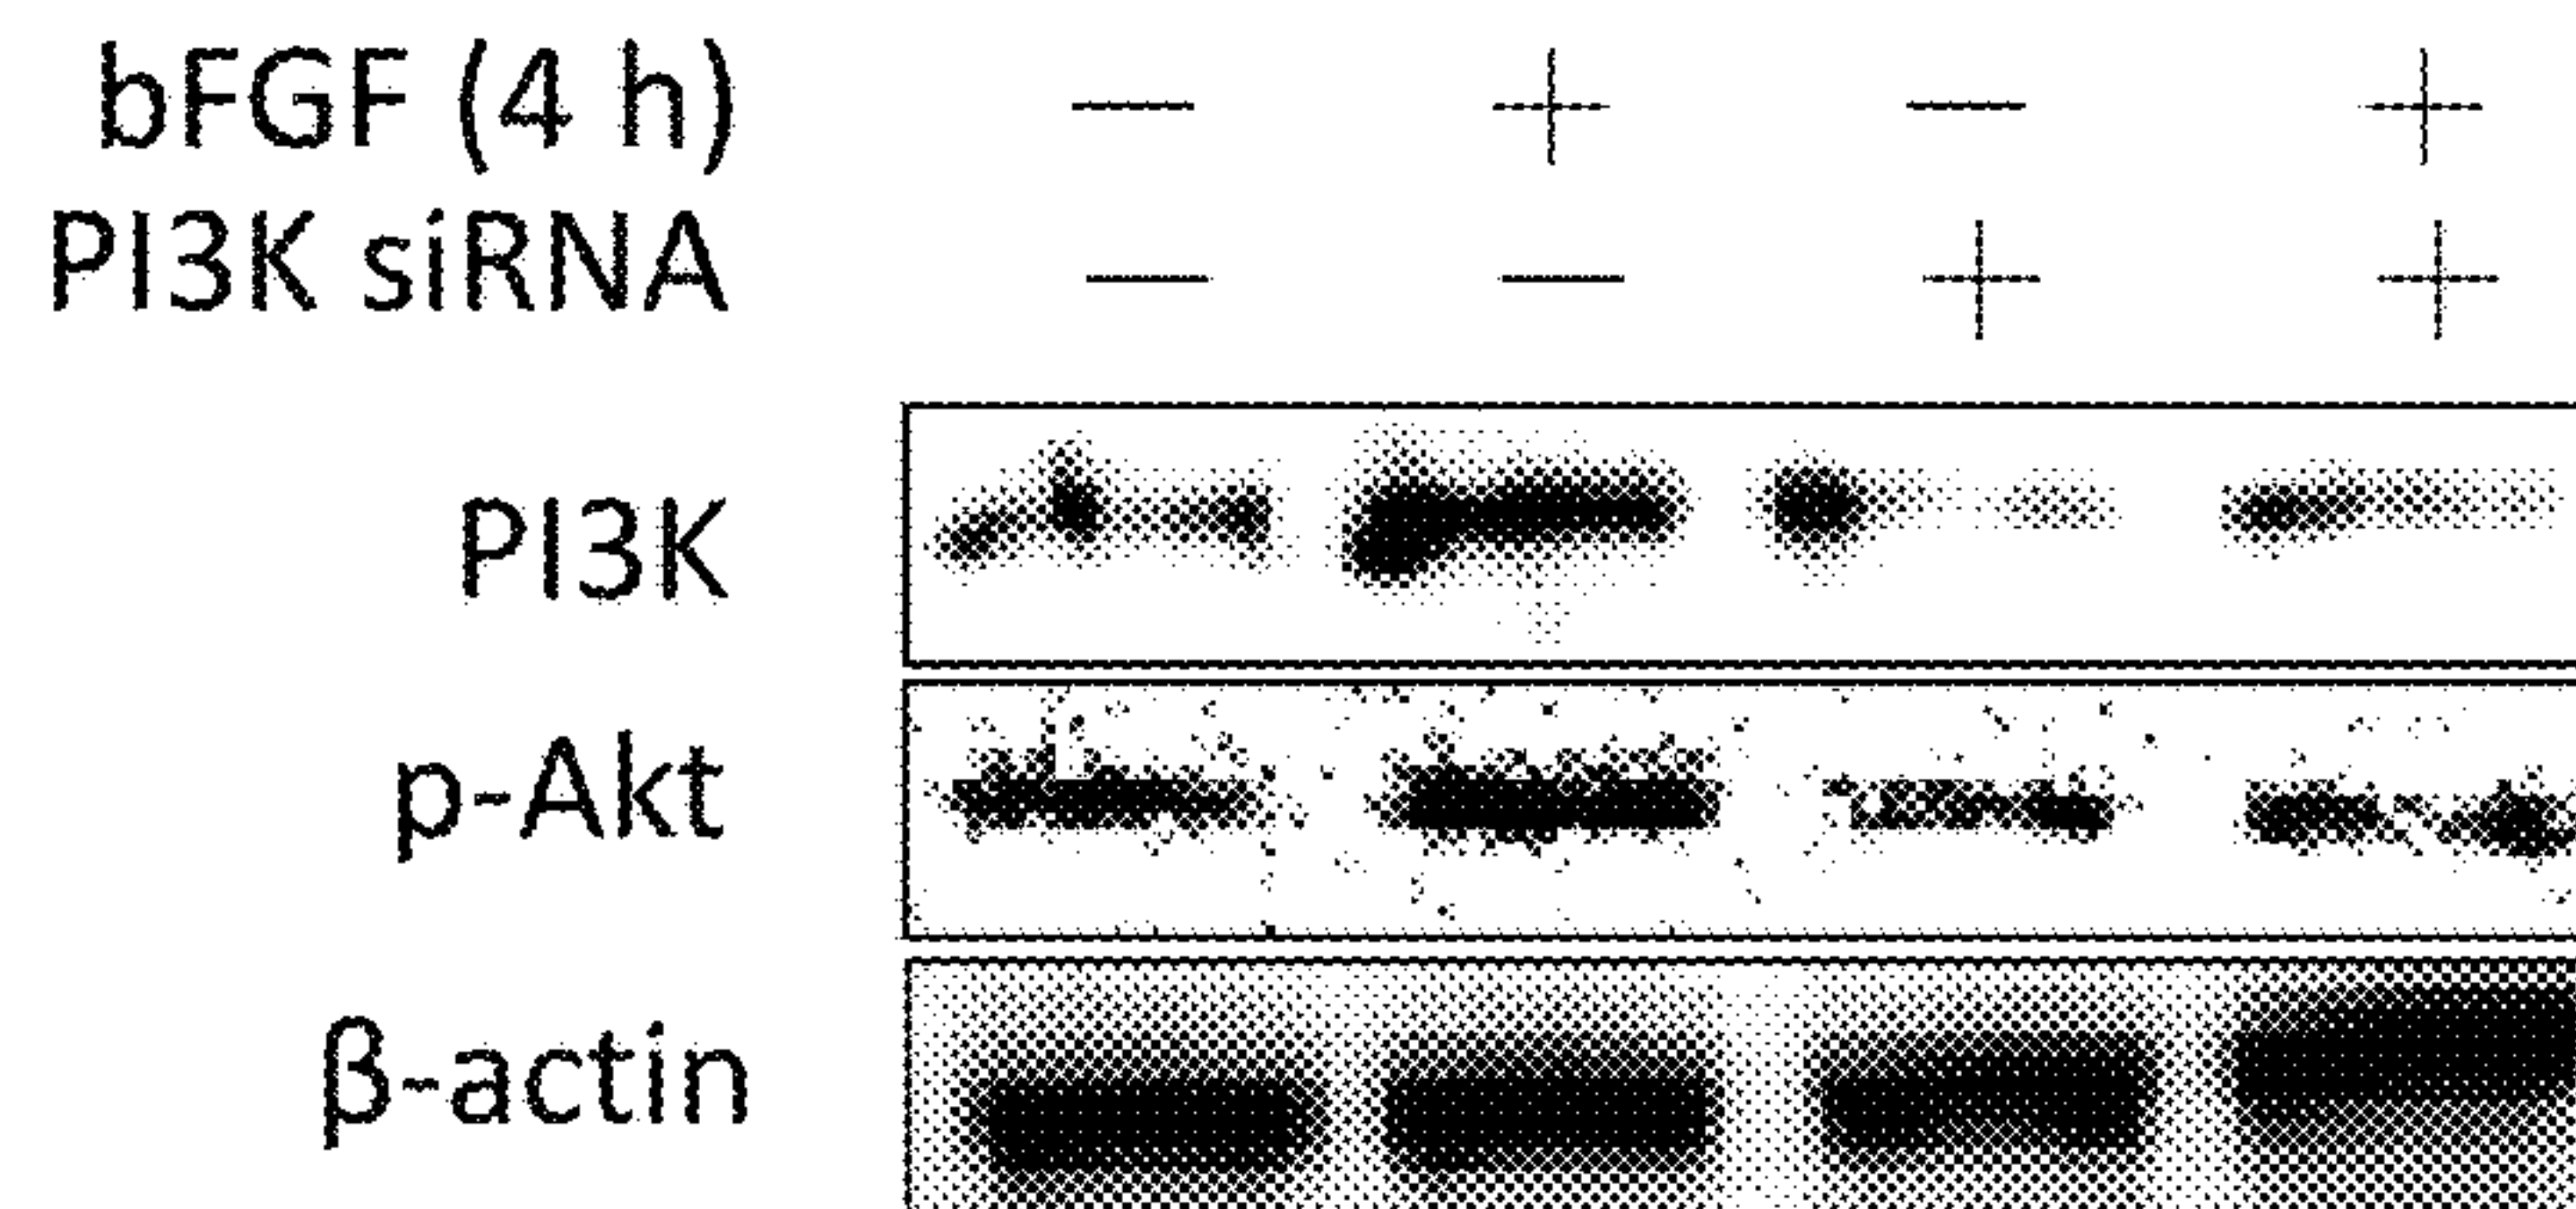 bFGF (4 h) — + — +
PI3K siRNA — — + +
PI3K
p-Akt
β-actin